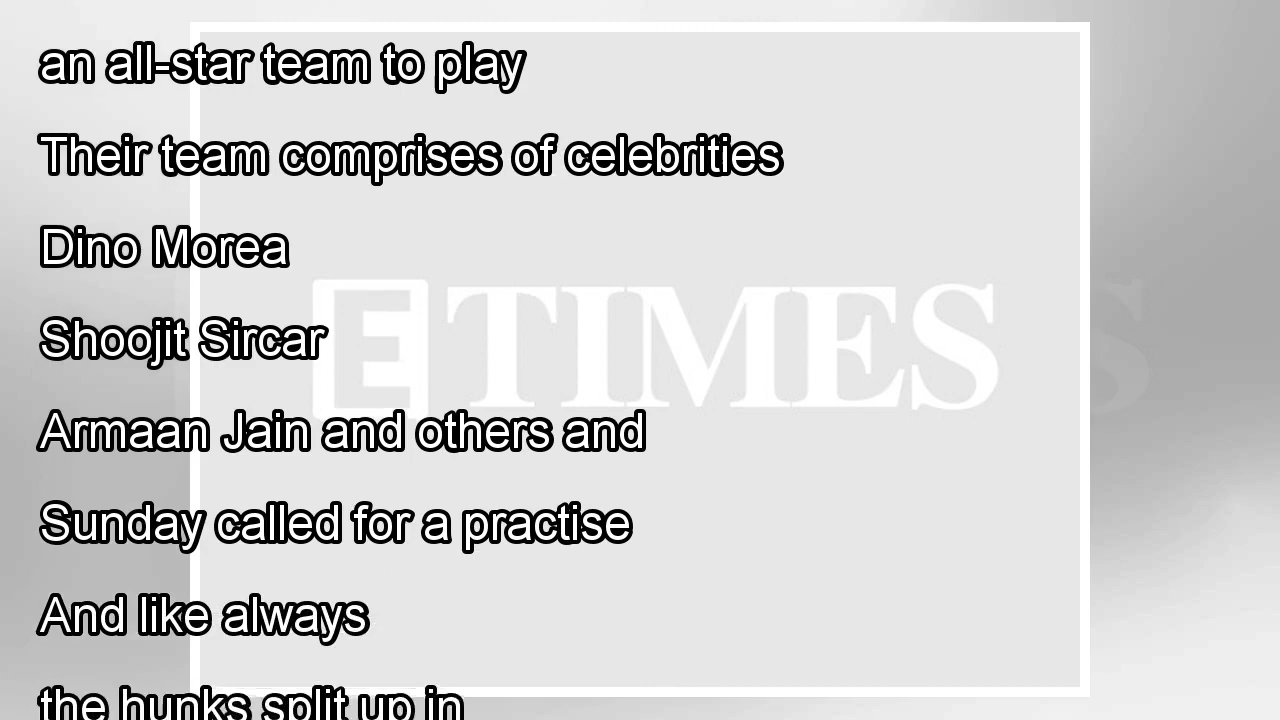 an all-star team to play
Their team comprises of celebrities
Dino Morea
Shoojit Sircar
Armaan Jain and others and
Sunday called for a practise
And like always
the hunks split up in
E TIMES